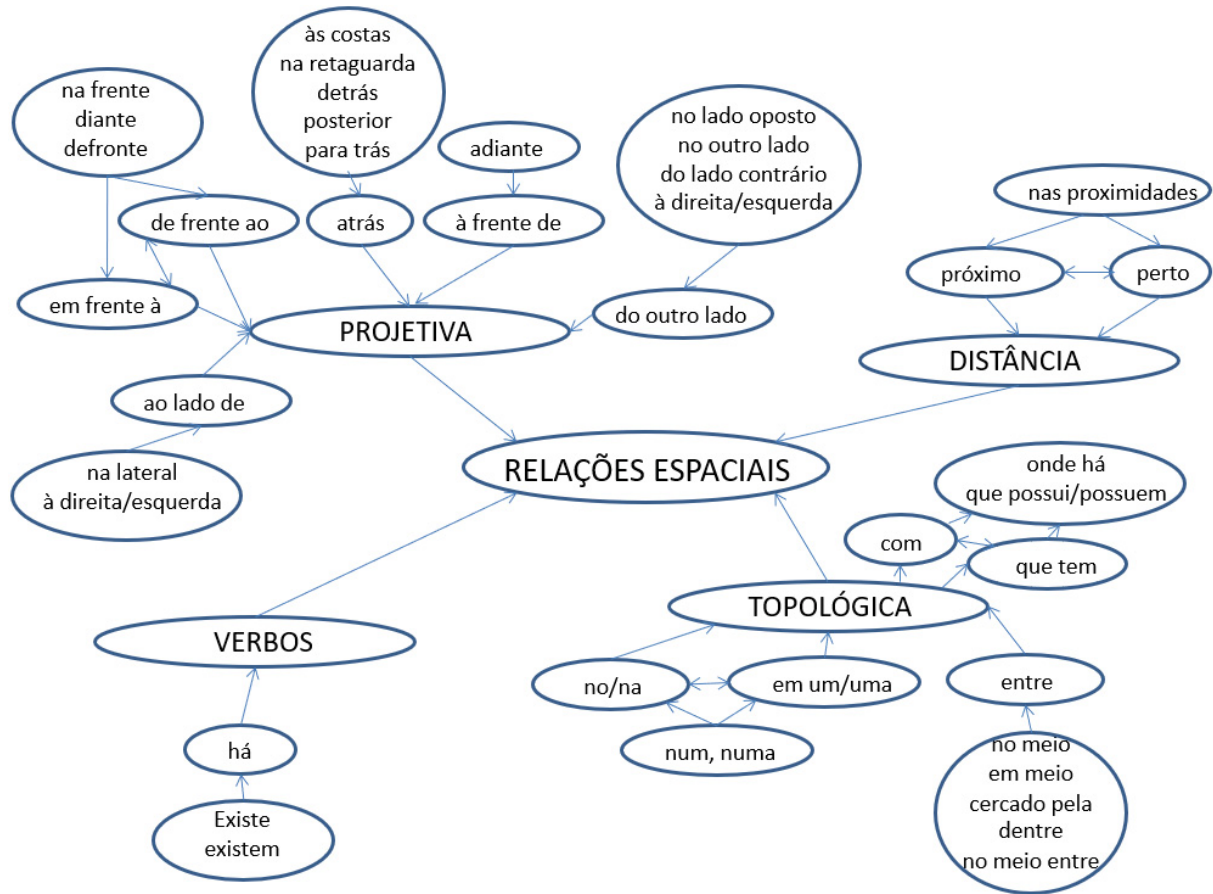 às costas
na retaguarda
detrás
posterior
para trás
na frente
diante
defronte
adiante
no lado oposto
no outro lado
do lado contrário
à direita/esquerda
nas proximidades
de frente ao
atrás
à frente de
próximo
perto
em frente à
PROJETIVA
do outro lado
DISTÂNCIA
ao lado de
na lateral
à direita/esquerda
RELAÇÕES ESPACIAIS
onde há
que possui/possuem
com
que tem
TOPOLÓGICA
VERBOS
no/na
em um/uma
entre
num, numa
há
no meio
em meio
cercado pela
dentre
no meio entre
Existe
existem